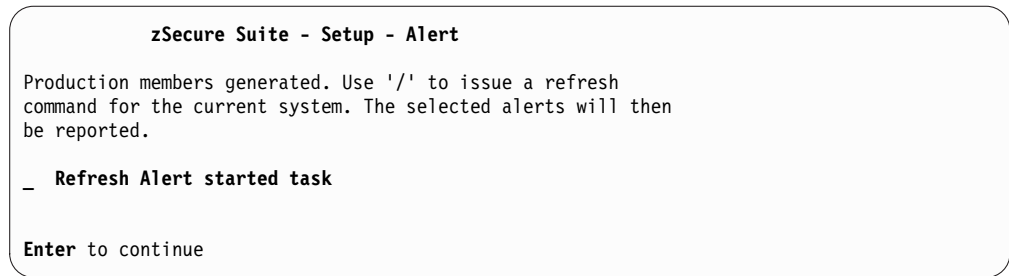 zSecure Suite - Setup - Alert
Production members generated. Use '/' to issue a refresh
command for the current system. The selected alerts will then
be reported.
_ Refresh Alert started task
Enter to continue